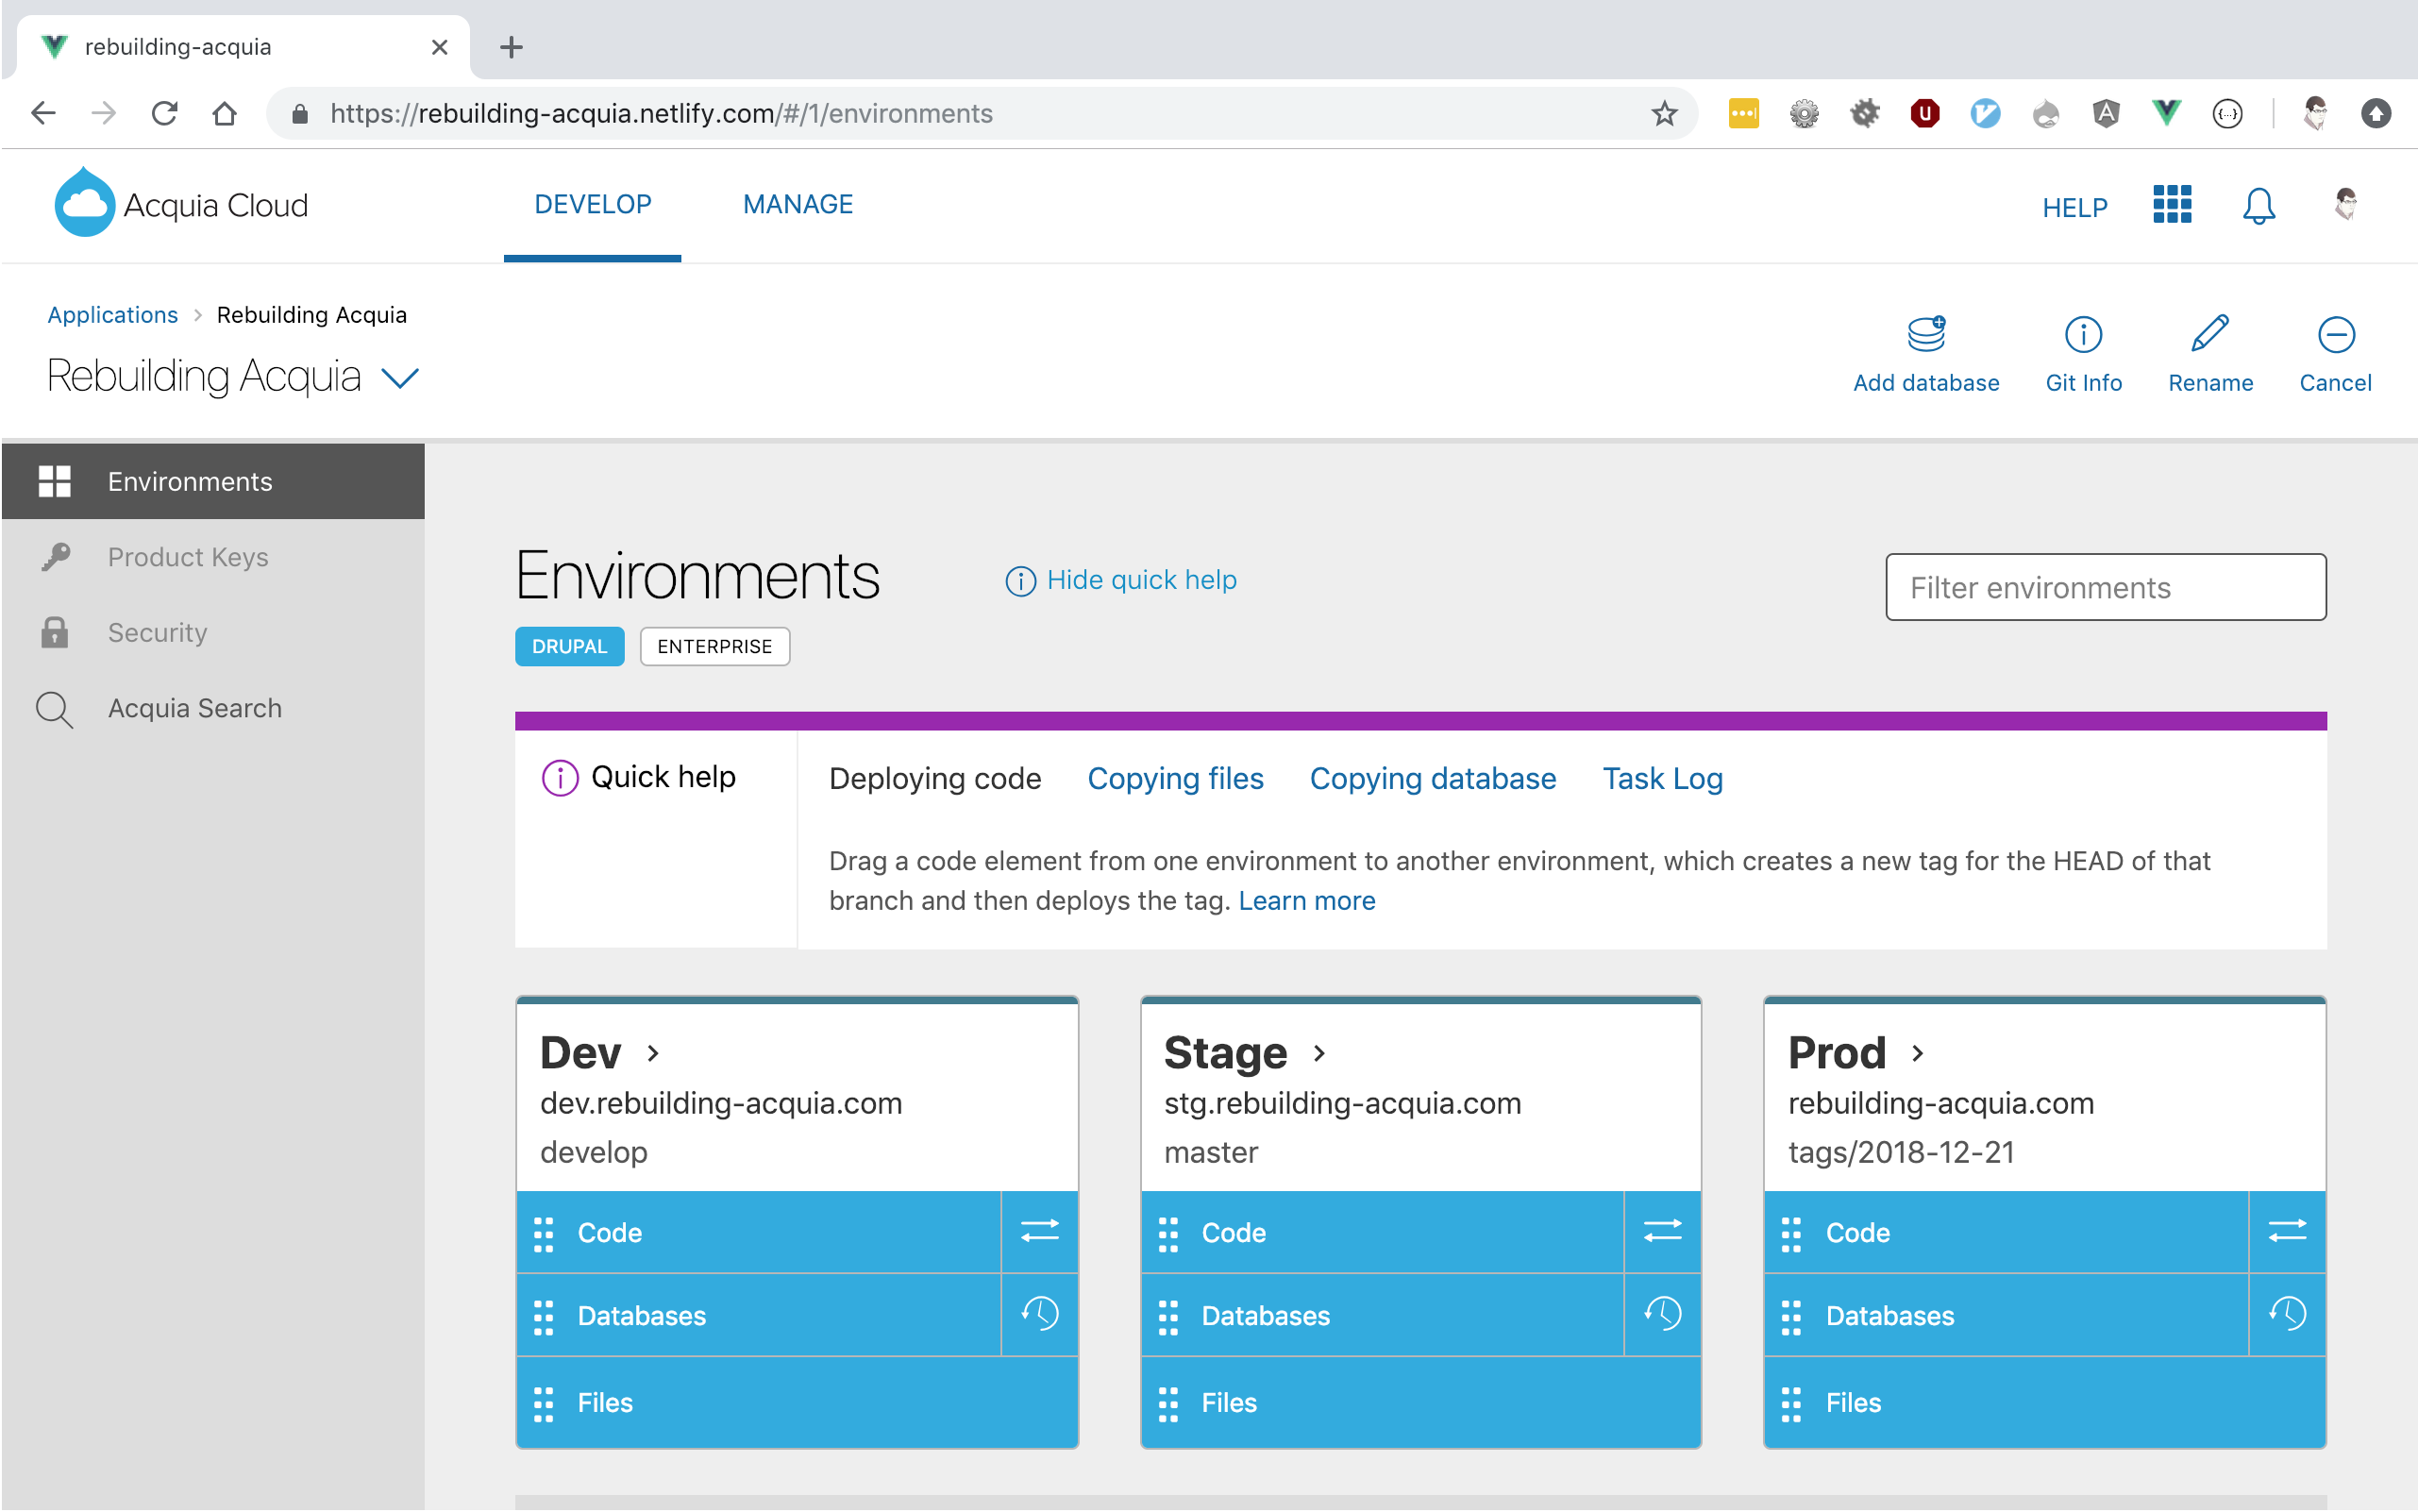 rebuilding-acquia
https://rebuilding-acquia.netlify.com/#/1/environments
Acquia Cloud
DEVELOP
MANAGE
HELP
Applications > Rebuilding Acquia
Rebuilding Acquia
Add database
Git Info
Rename
Cancel
Environments
Product Keys
Security
Acquia Search
Environments
Hide quick help
Filter environments
DRUPAL
ENTERPRISE
Quick help
Deploying code
Copying files
Copying database
Task Log
Drag a code element from one environment to another environment, which creates a new tag for the HEAD of that
branch and then deploys the tag. Learn more
Dev
dev.rebuilding-acquia.com
develop
Code
Databases
Files
Stage
stg.rebuilding-acquia.com
master
Code
Databases
Files
Prod
rebuilding-acquia.com
tags/2018-12-21
Code
Databases
Files